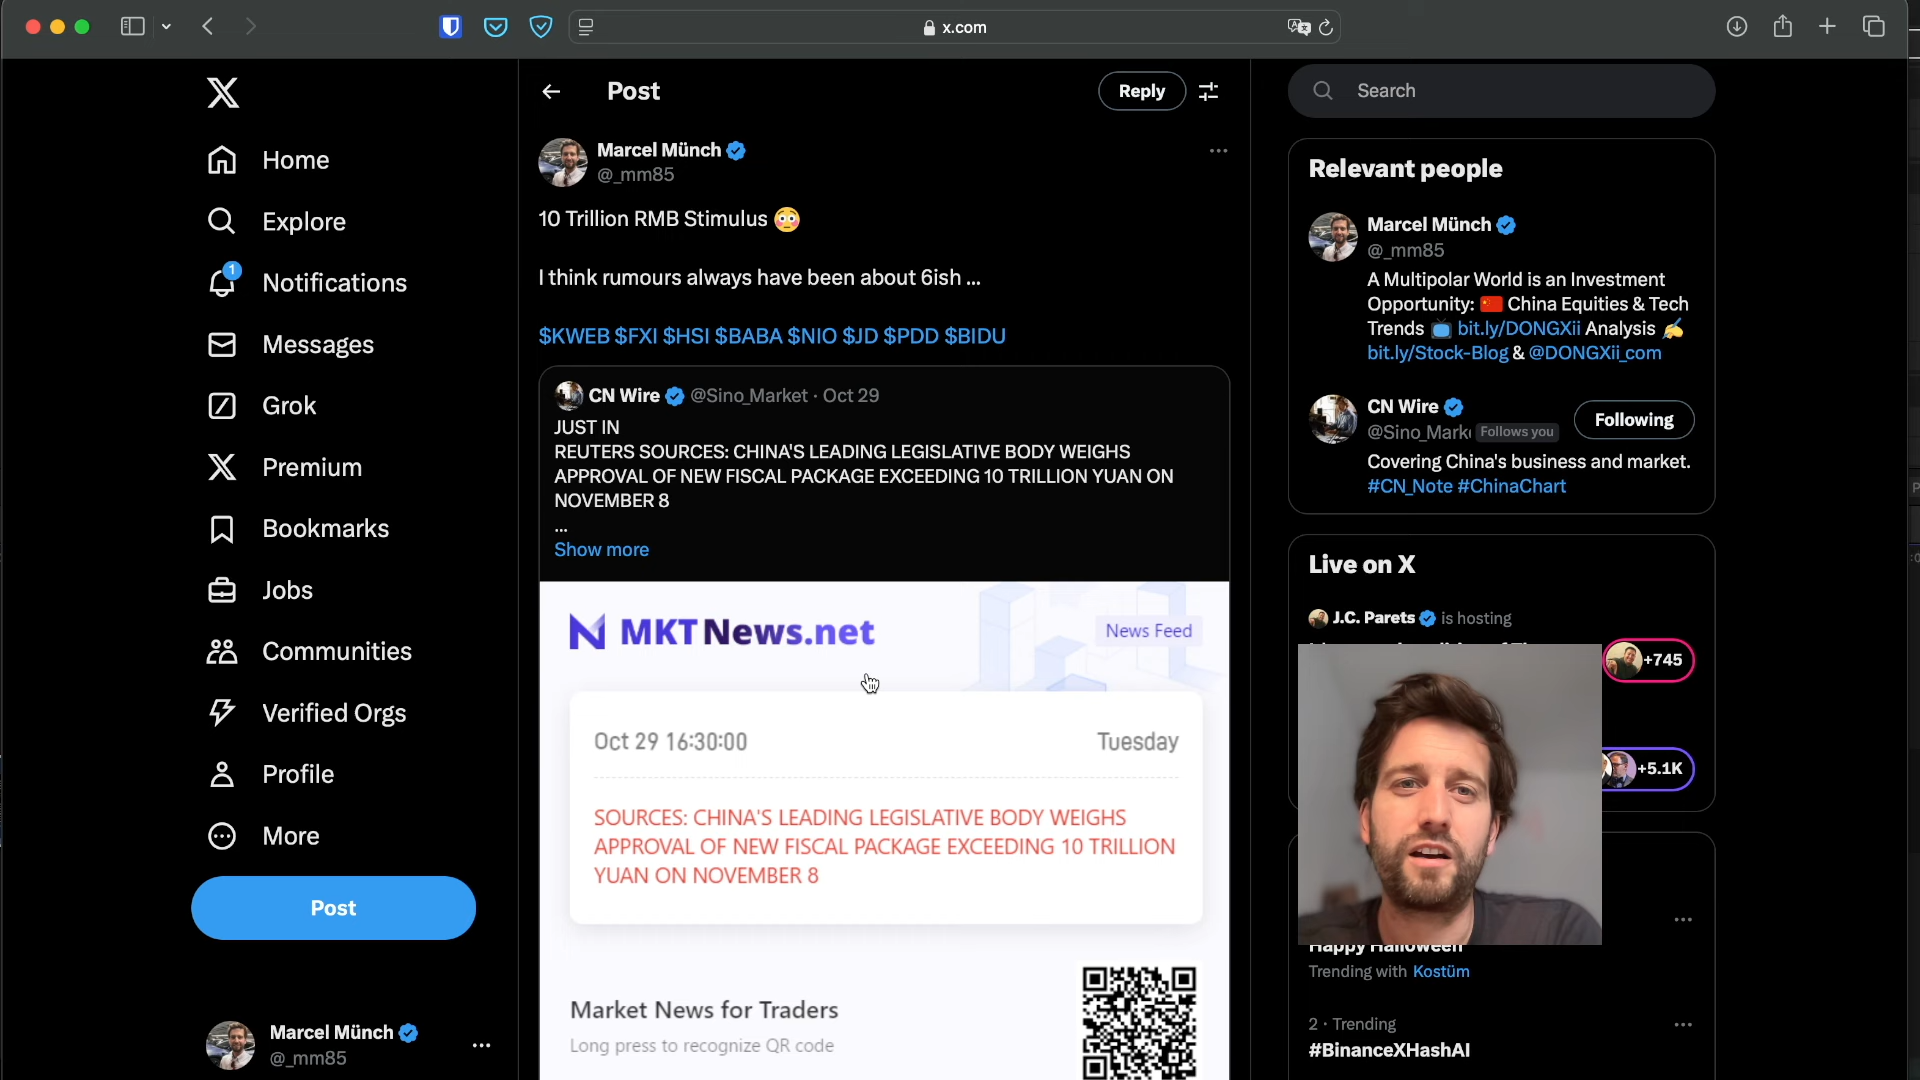 x.com
Home
Explore
1
Notifications
Messages
Grok
Premium
Bookmarks
Jobs
Communities
Verified Orgs
Profile
More
Post
Marcel Münch
@_mm85
Post
Reply
Marcel Münch
@_mm85
10 Trillion RMB Stimulus 😳
I think rumours always have been about 6ish ...
$KWEB $FXI $HSI $BABA $NIO $JD $PDD $BIDU
CN Wire @Sino_Market · Oct 29
JUST IN
REUTERS SOURCES: CHINA'S LEADING LEGISLATIVE BODY WEIGHS
APPROVAL OF NEW FISCAL PACKAGE EXCEEDING 10 TRILLION YUAN ON
NOVEMBER 8
...
Show more
MKTNews.net
News Feed
Oct 29 16:30:00
Tuesday
SOURCES: CHINA'S LEADING LEGISLATIVE BODY WEIGHS
APPROVAL OF NEW FISCAL PACKAGE EXCEEDING 10 TRILLION
YUAN ON NOVEMBER 8
Market News for Traders
Long press to recognize QR code
Search
Relevant people
Marcel Münch
@_mm85
A Multipolar World is an Investment
Opportunity: 🇨🇳 China Equities & Tech
Trends 📺 bit.ly/DONGXii Analysis ✍️
bit.ly/Stock-Blog & @DONGXii_com
CN Wire
@Sino_Mark Follows you
Following
Covering China's business and market.
#CN_Note #ChinaChart
Live on X
J.C. Parets is hosting
+745
+5.1K
Happy Halloween
Trending with Kostüm
2 · Trending
#BinanceXHashAI